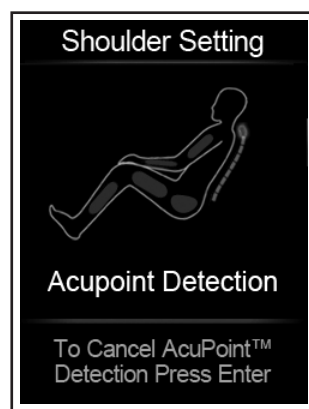 Shoulder Setting
Acupoint Detection
To Cancel AcuPoint™
Detection Press Enter